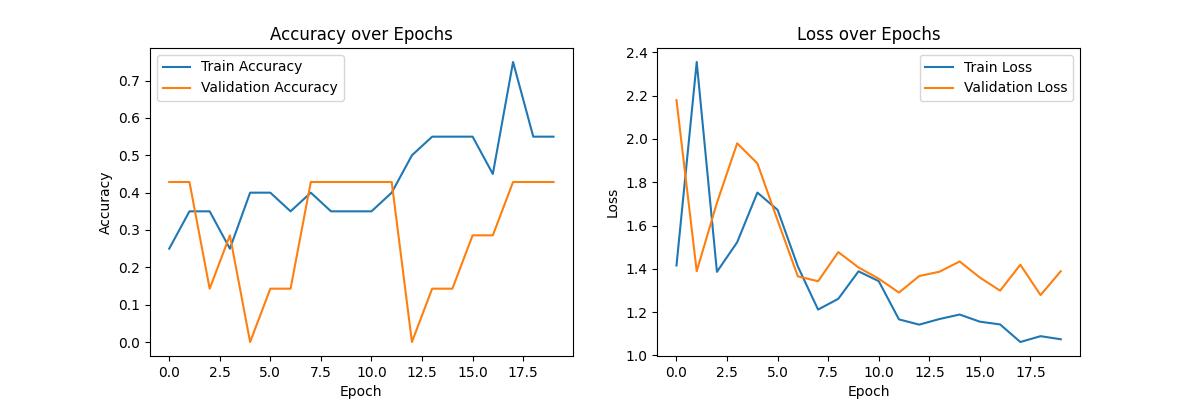 Accuracy over Epochs
Train Accuracy
Validation Accuracy
Accuracy
0.7
0.6
0.5
0.4
0.3
0.2
0.1
0.0
0.0 2.5 5.0 7.5 10.0 12.5 15.0 17.5
Epoch
Loss over Epochs
Train Loss
Validation Loss
Loss
2.4
2.2
2.0
1.8
1.6
1.4
1.2
1.0
0.0 2.5 5.0 7.5 10.0 12.5 15.0 17.5
Epoch